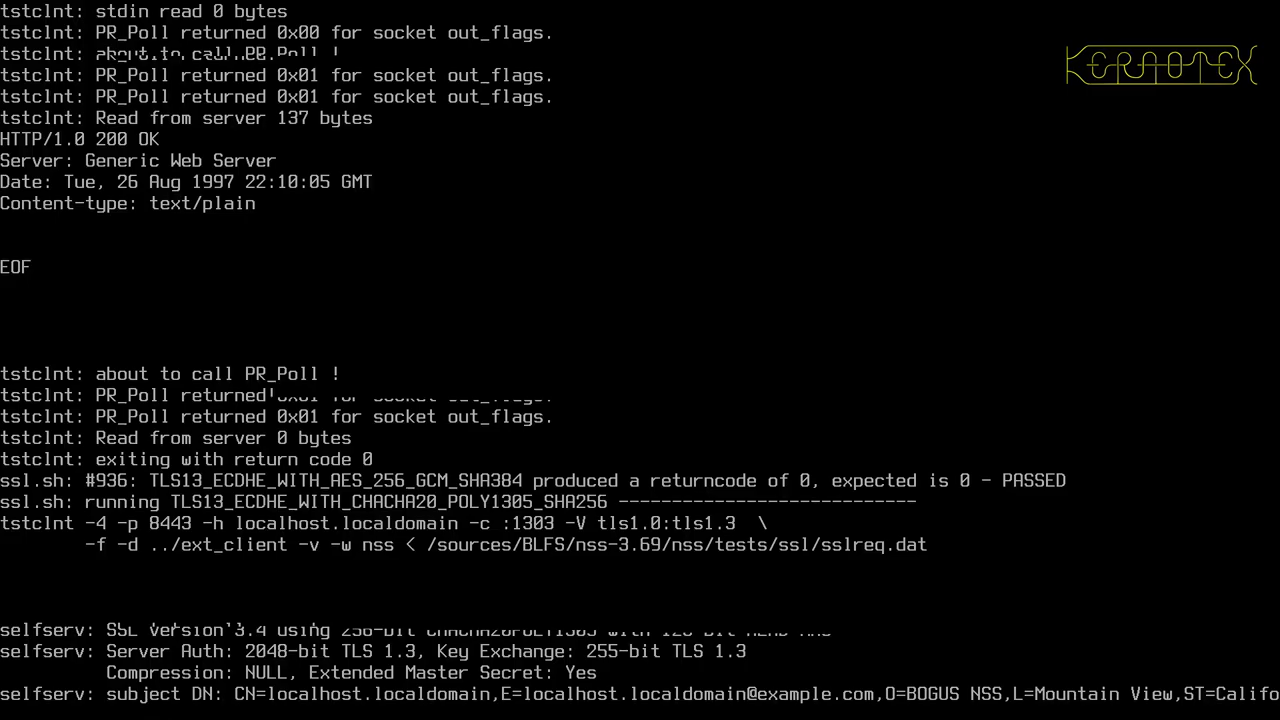 tstclnt: stdin read 0 bytes
tstclnt: PR_Poll returned 0x00 for socket out_flags.
tstclnt: about to call PR_Poll !
tstclnt: PR_Poll returned 0x01 for socket out_flags.
tstclnt: PR_Poll returned 0x01 for socket out_flags.
tstclnt: Read from server 137 bytes
HTTP/1.0 200 OK
Server: Generic Web Server
Date: Tue, 26 Aug 1997 22:10:05 GMT
Content-type: text/plain
EOF
tstclnt: about to call PR_Poll !
tstclnt: PR_Poll returned 0x01 for socket out_flags.
tstclnt: PR_Poll returned 0x01 for socket out_flags.
tstclnt: Read from server 0 bytes
tstclnt: exiting with return code 0
ssl.sh: #936: TLS13_ECDHE_WITH_AES_256_GCM_SHA384 produced a returncode of 0, expected is 0 - PASSED
ssl.sh: running TLS13_ECDHE_WITH_CHACHA20_POLY1305_SHA256 ----------------------------
tstclnt -4 -p 8443 -h localhost.localdomain -c :1303 -V tls1.0:tls1.3  \
        -f -d ../ext_client -v -w nss < /sources/BLFS/nss-3.69/nss/tests/ssl/sslreq.dat
selfserv: SSL version 3.4 using 256-bit CHACHA20POLY1305 with 128-bit AEAD MAC
selfserv: Server Auth: 2048-bit TLS 1.3, Key Exchange: 255-bit TLS 1.3
          Compression: NULL, Extended Master Secret: Yes
selfserv: subject DN: CN=localhost.localdomain,E=localhost.localdomain@example.com,O=BOGUS NSS,L=Mountain View,ST=Califo